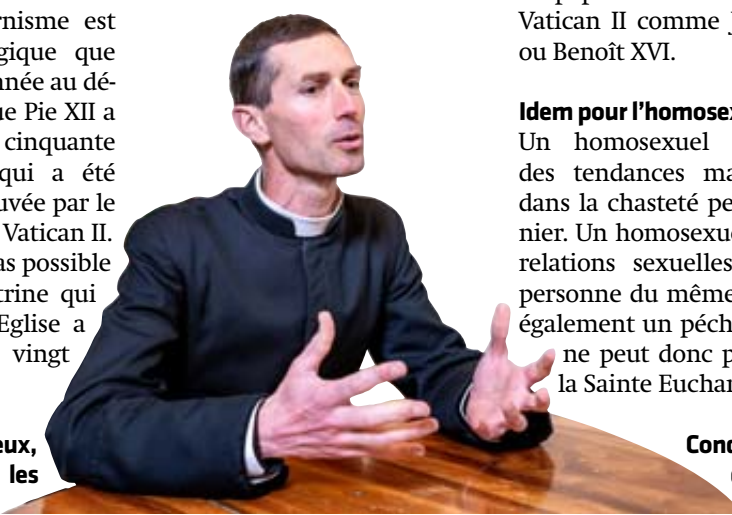 rnisme est
gique que
nnée au dé-
ue Pie XII a
cinquante
qui a été
uvée par le
Vatican II.
as possible
trine qui
Eglise a
vingt
eux,
les
Vatican II comme J
ou Benoît XVI.
Idem pour l’homosex
Un homosexuel
des tendances ma
dans la chasteté pe
nier. Un homosexue
relations sexuelles
personne du même
également un péch
ne peut donc p
la Sainte Euchar
Conc